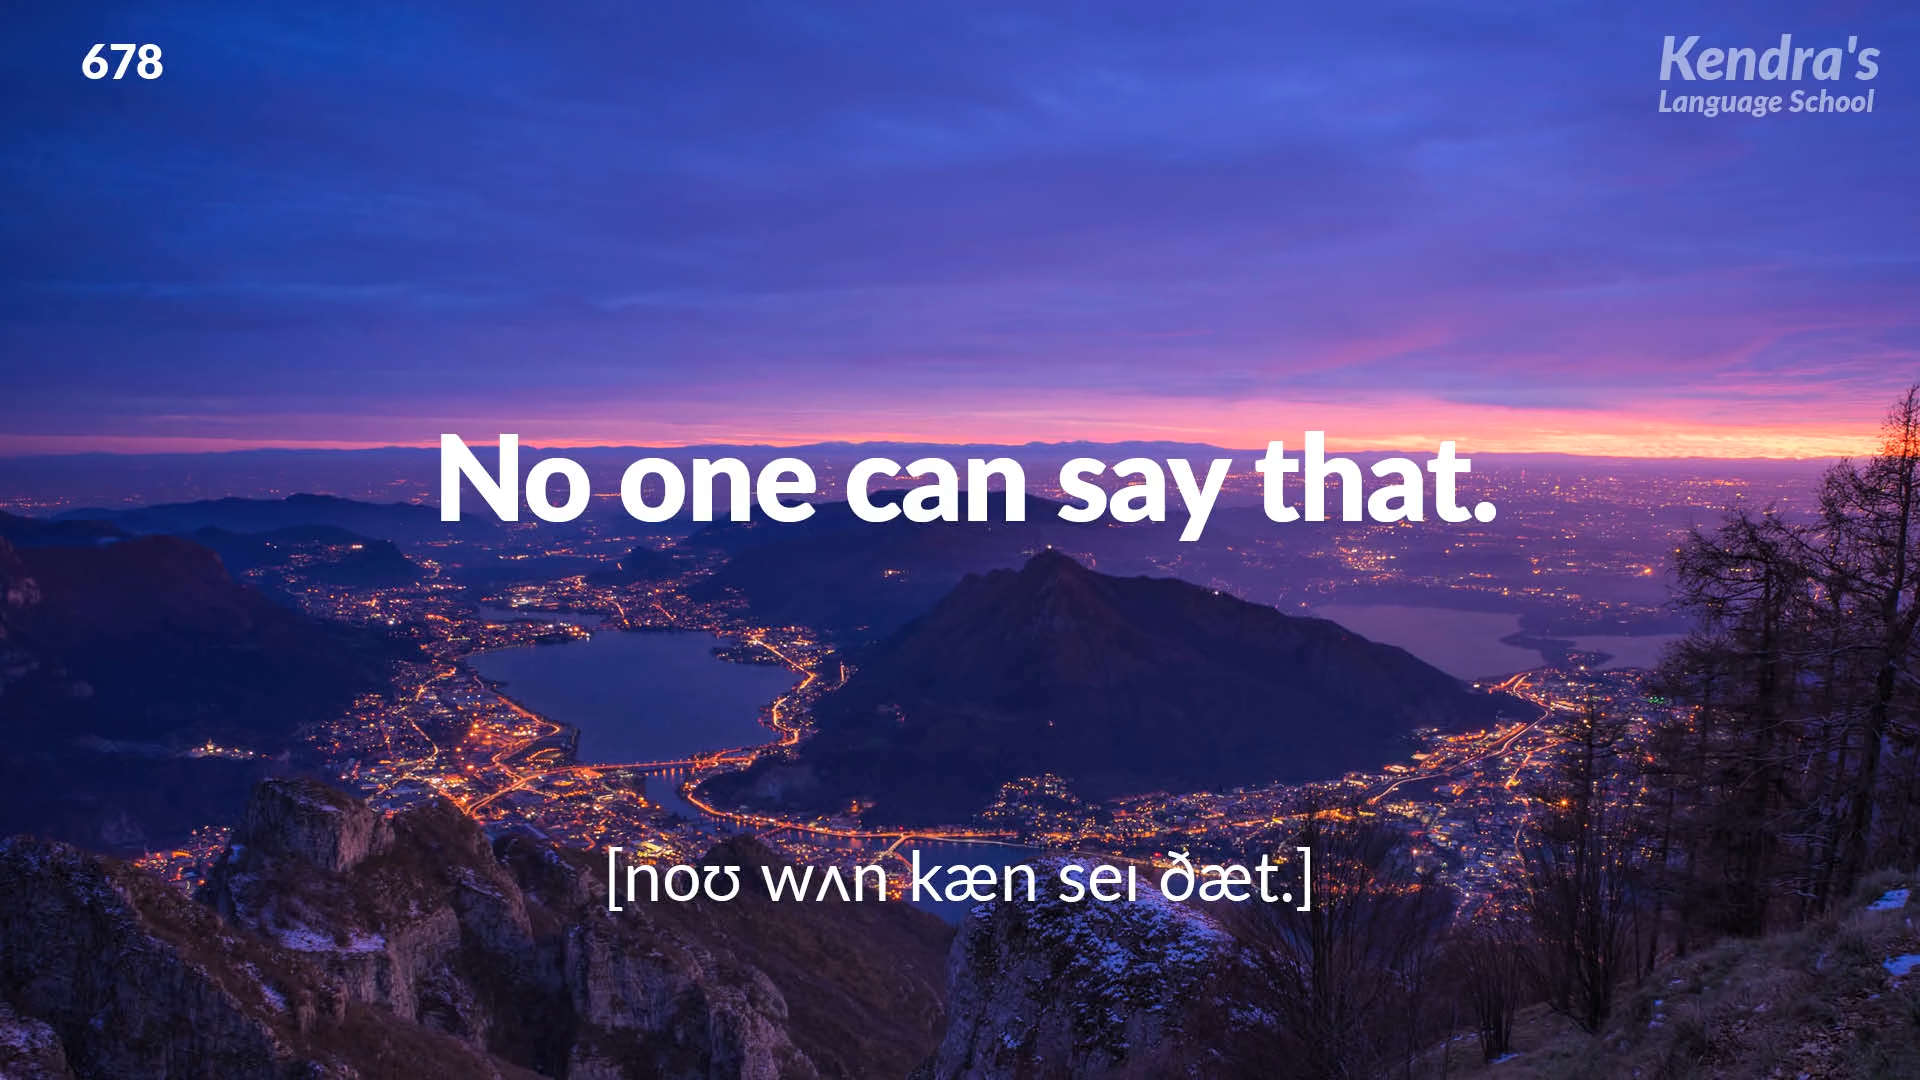 678
Kendra's
Language School
No one can say that.
[noʊ wʌn kæn seɪ ðæt.]